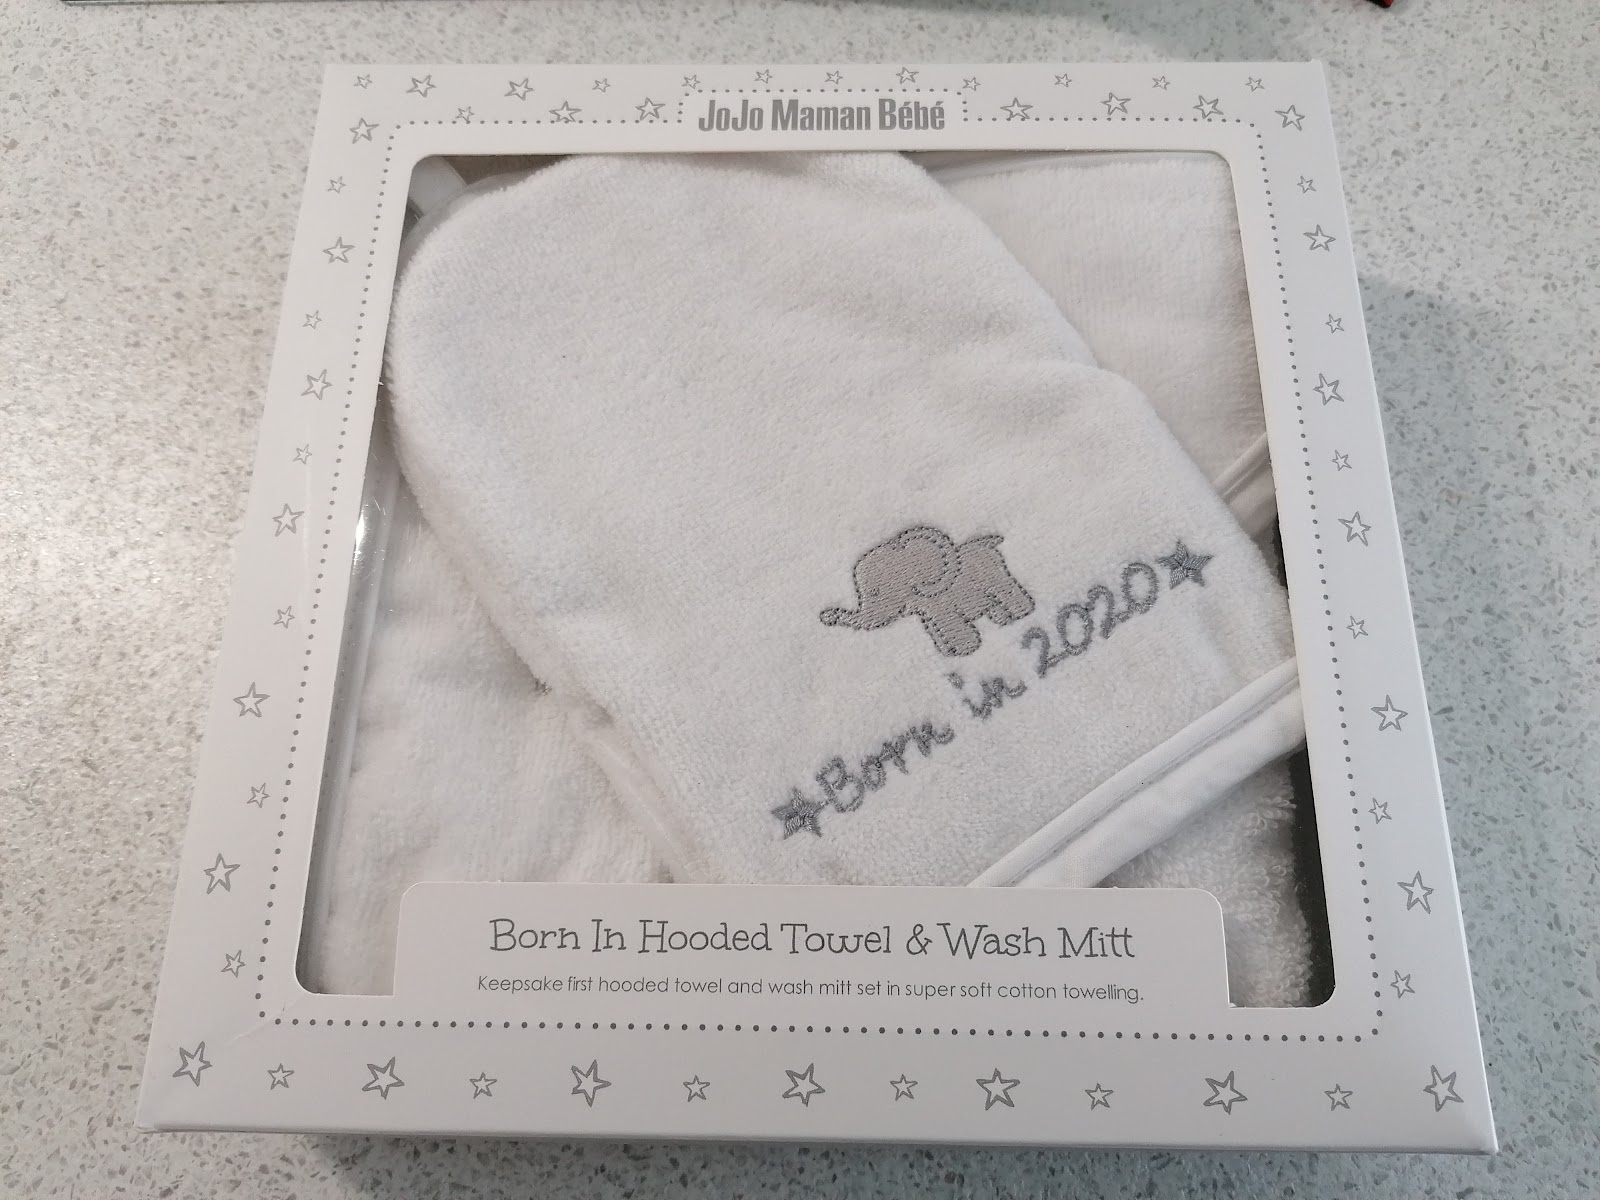 JoJo Maman Bébé
Born in 2020
Born In Hooded Towel & Wash Mitt
Keepsake first hooded towel and wash mitt set in super soft cotton towelling.